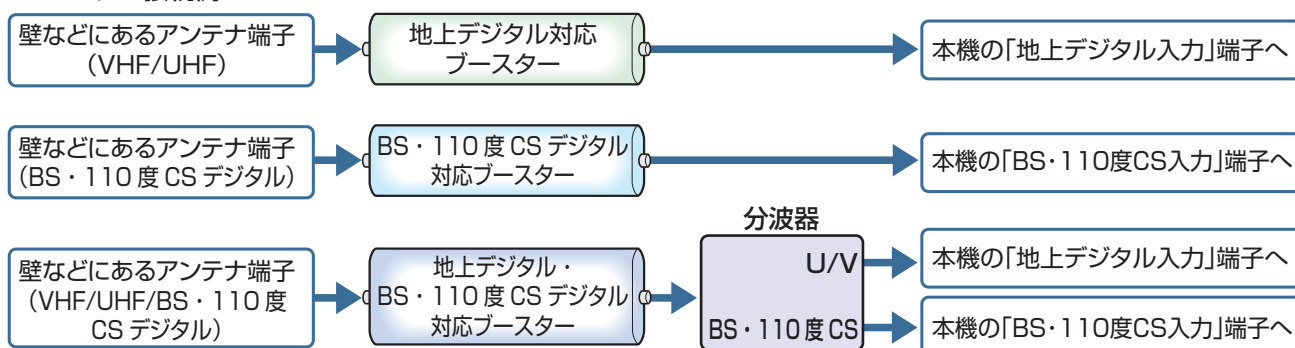 壁などにあるアンテナ端子
(VHF/UHF)
地上デジタル対応
ブースター
本機の「地上デジタル入力」端子へ
壁などにあるアンテナ端子
(BS・110度CSデジタル)
BS・110度CSデジタル
対応ブースター
本機の「BS・110度CS入力」端子へ
壁などにあるアンテナ端子
(VHF/UHF/BS・110度
CSデジタル)
地上デジタル・
BS・110度CSデジタル
対応ブースター
分波器
U/V
BS・110度CS
本機の「地上デジタル入力」端子へ
本機の「BS・110度CS入力」端子へ